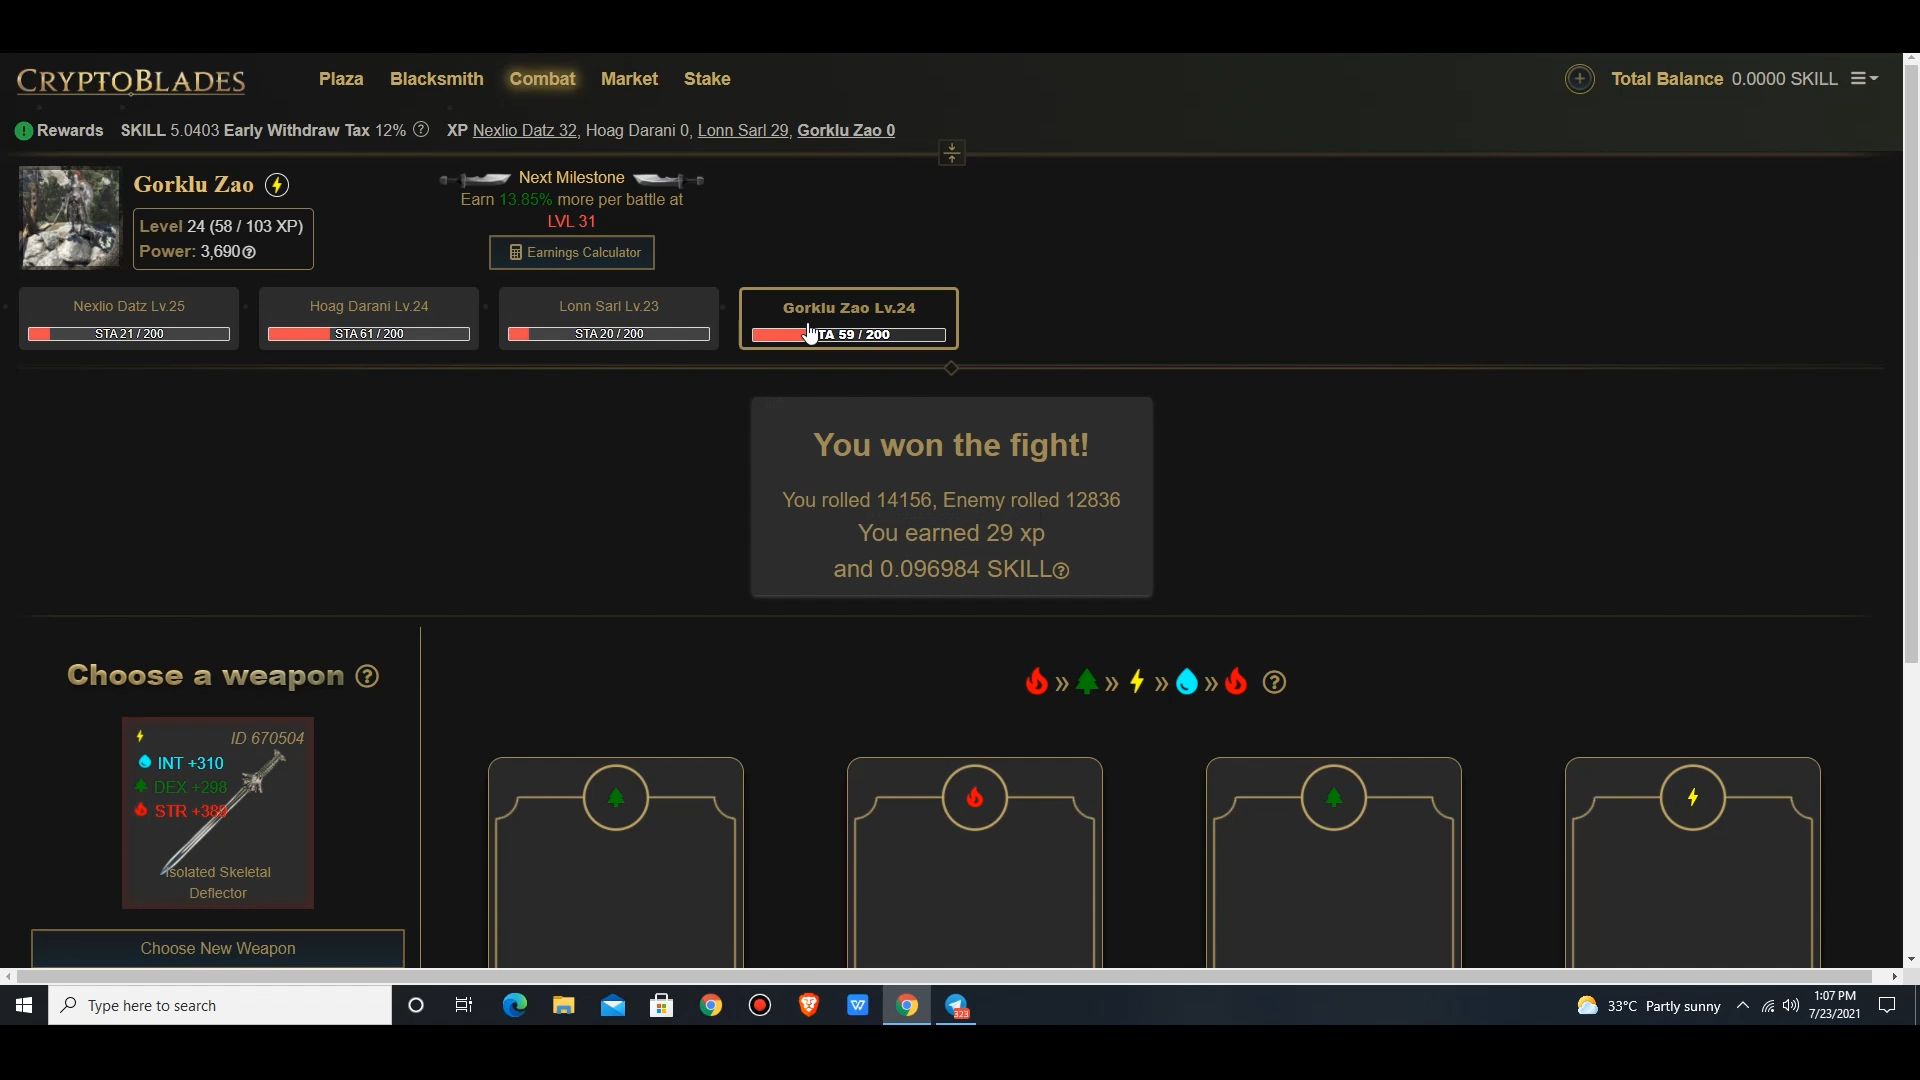 CRYPTOBLADES
Plaza Blacksmith Combat Market Stake
Total Balance 0.0000 SKILL
Rewards SKILL 5.0403 Early Withdraw Tax 12% XP Nexlio Datz 32, Hoag Darani 0, Lonn Sarl 29, Gorklu Zao 0
Gorklu Zao
Level 24 (58 / 103 XP)
Power: 3,690
Next Milestone
Earn 13.85% more per battle at
LVL 31
Earnings Calculator
Nexlio Datz Lv.25
STA 21 / 200
Hoag Darani Lv.24
STA 61 / 200
Lonn Sarl Lv.23
STA 20 / 200
Gorklu Zao Lv.24
TA 59 / 200
You won the fight!
You rolled 14156, Enemy rolled 12836
You earned 29 xp
and 0.096984 SKILL
Choose a weapon
ID 670504
INT +310
DEX +298
Isolated Skeletal
Deflector
Choose New Weapon
Type here to search
323
33°C Partly sunny
1:07 PM
7/23/2021